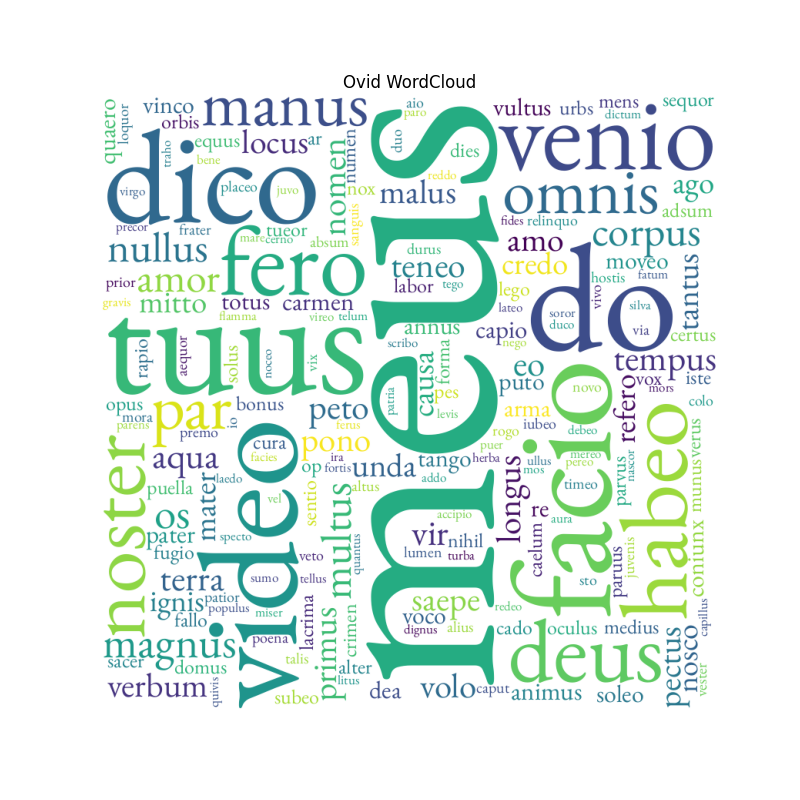 Ovid WordCloud
quaero
loquor
vinco
orbis
manus
aio
paro
duo
vultus
urbs
mens
dictum
sequor
traho
equus
bene
locus
ar
numen
nomen
dies
venio
dico
virgo
placeo
juvo
nox
malus
reddo
omnis
ago
adsum
precor
frater
tueor
sanguis
fides
relinquo
nullus
mare
cerno
absum
durus
amo
corpus
prior
amor
fero
teneo
credo
moveo
hostis
fatum
tantus
gravis
mitto
totus
carmen
labor
tego
lego
vivo
flamma
vireo
telum
lateo
soror
duco
do
silva
via
certus
tuus
rapio
aequor
solus
noceo
vix
annus
scribo
capio
nego
meus
causa
forma
eo
puto
tempus
vox
mors
iste
opus
mora
parens
par
bonus
io
premo
peto
ferus
patria
pes
levis
arma
novo
refero
colo
rogo
iubeo
debeo
puer
aqua
cura
facies
pono
ira
fortis
op
unda
tango
herba
ullus
mos
mereo
pereo
noster
puella
laedo
vel
sentio
altus
addo
longus
timeo
parvus
nascor
munus
verus
os
pater
fugio
mater
specto
video
multus
quantus
accipio
vir
nihil
lumen
turba
re
caelum
aura
facio
habeo
paruus
juvenis
coniunx
terra
sumo
veto
tellus
sto
ignis
patior
populus
fallo
miser
lacrima
saepe
voco
redeo
dignus
alius
cado
oculus
medius
capillus
magnus
poena
crimen
sacer
domus
talis
primus
alter
litus
deus
pectus
nosco
vester
verbum
quivis
subeo
dea
volo
caput
animus
soleo